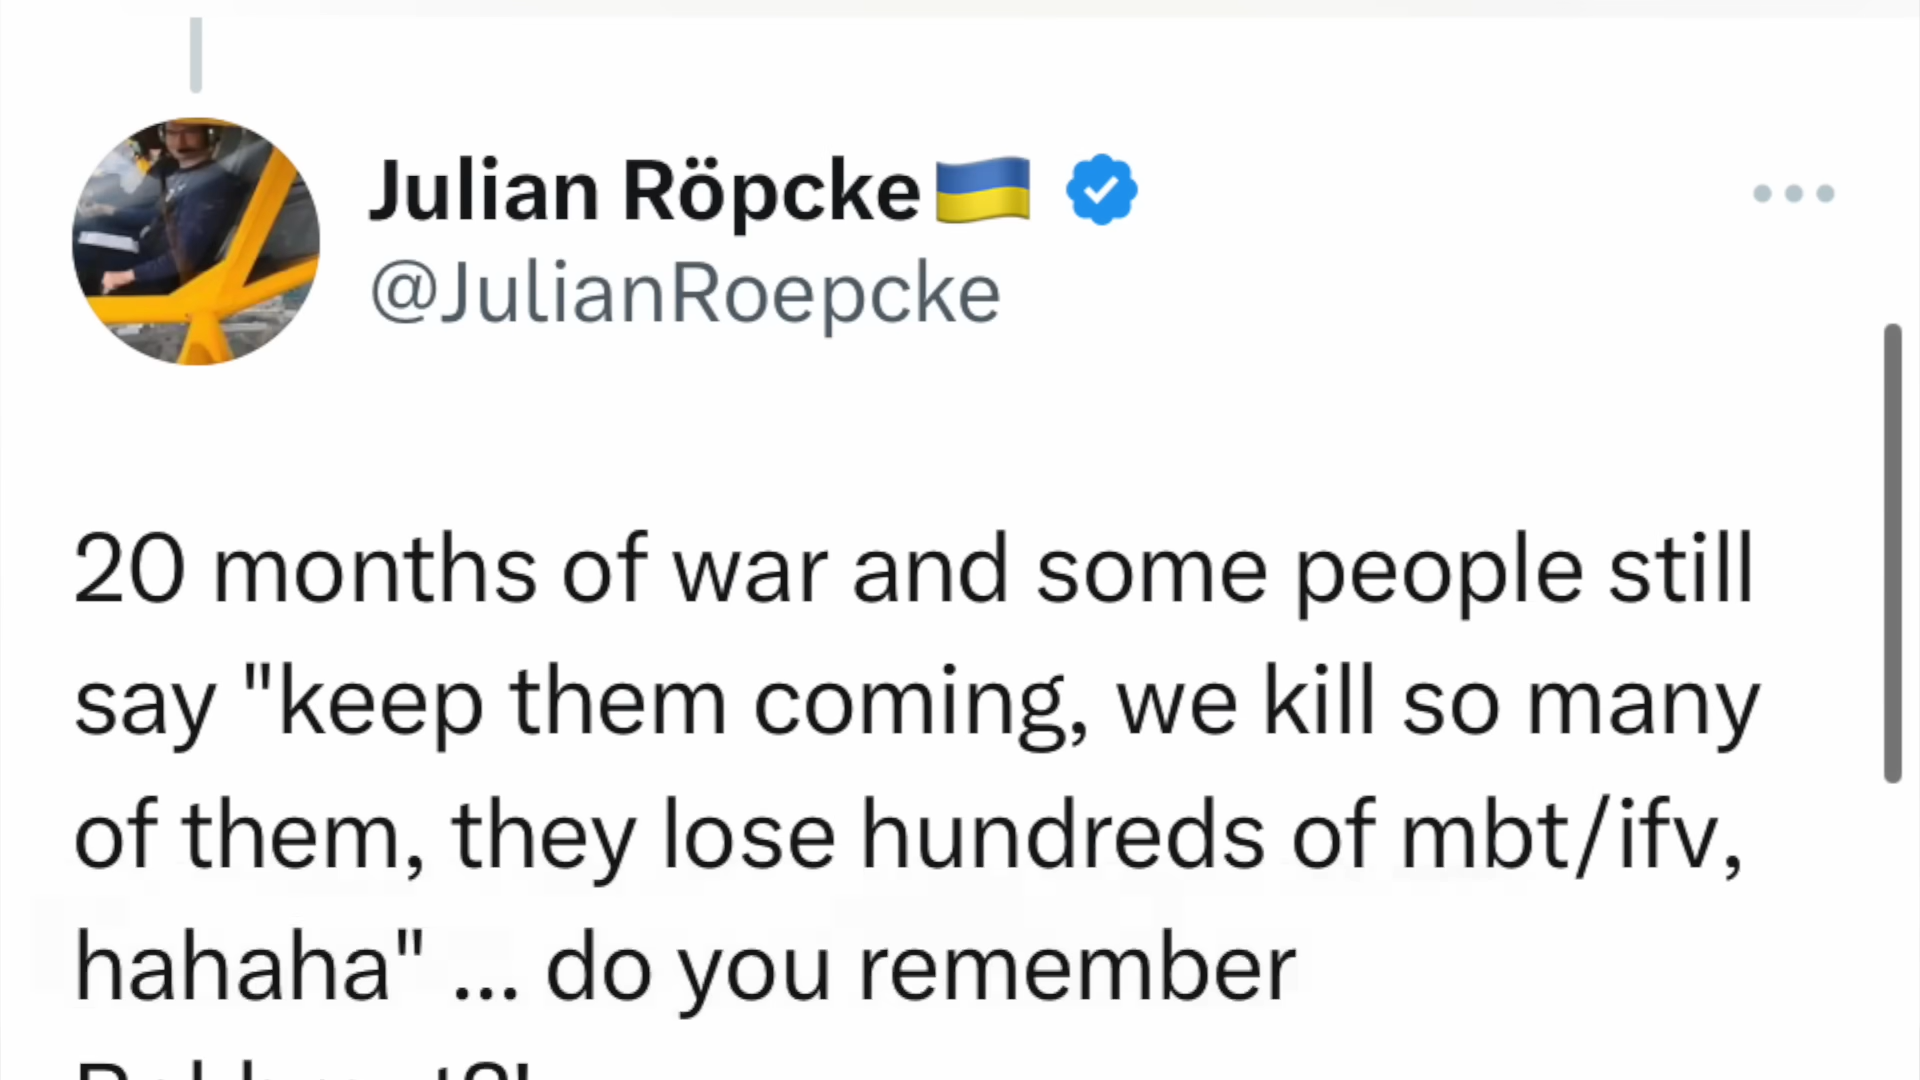 Julian Röpcke🇺🇦
@JulianRoepcke
20 months of war and some people still
say "keep them coming, we kill so many
of them, they lose hundreds of mbt/ifv,
hahaha" ... do you remember